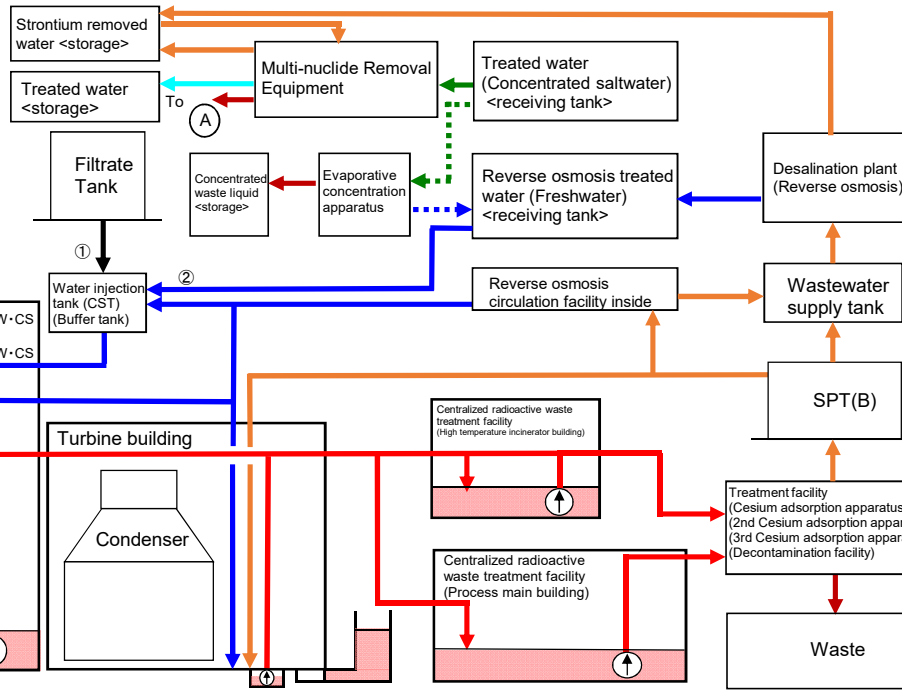 Strontium removed
water <storage>
Treated water
<storage>
To
A
Multi-nuclide Removal
Equipment
Treated water
(Concentrated saltwater)
<receiving tank>
Filtrate
Tank
Concentrated
waste liquid
<storage>
Evaporative
concentration
apparatus
Reverse osmosis treated
water (Freshwater)
<receiving tank>
Desalination plant
(Reverse osmosis)
①
②
Water injection
tank (CST)
(Buffer tank)
Reverse osmosis
circulation facility inside
Wastewater
supply tank
W・CS
W・CS
SPT(B)
Turbine building
Condenser
Centralized radioactive waste
treatment facility
(High temperature incinerator building)
Treatment facility
(Cesium adsorption apparatus
(2nd Cesium adsorption appar
(3rd Cesium adsorption appara
(Decontamination facility)
Centralized radioactive
waste treatment facility
(Process main building)
Waste